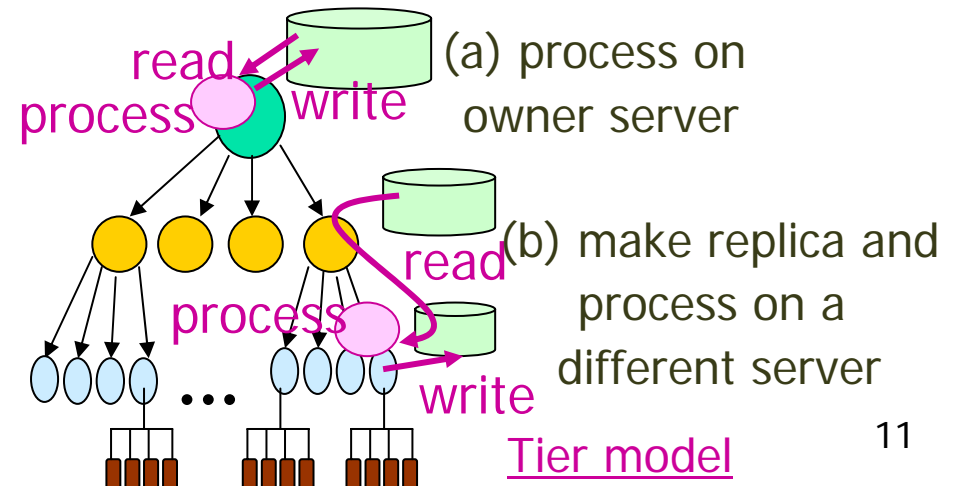 read
process
write
(a) process on
owner server
read
process
write
(b) make replica and
process on a
different server
...
Tier model
11